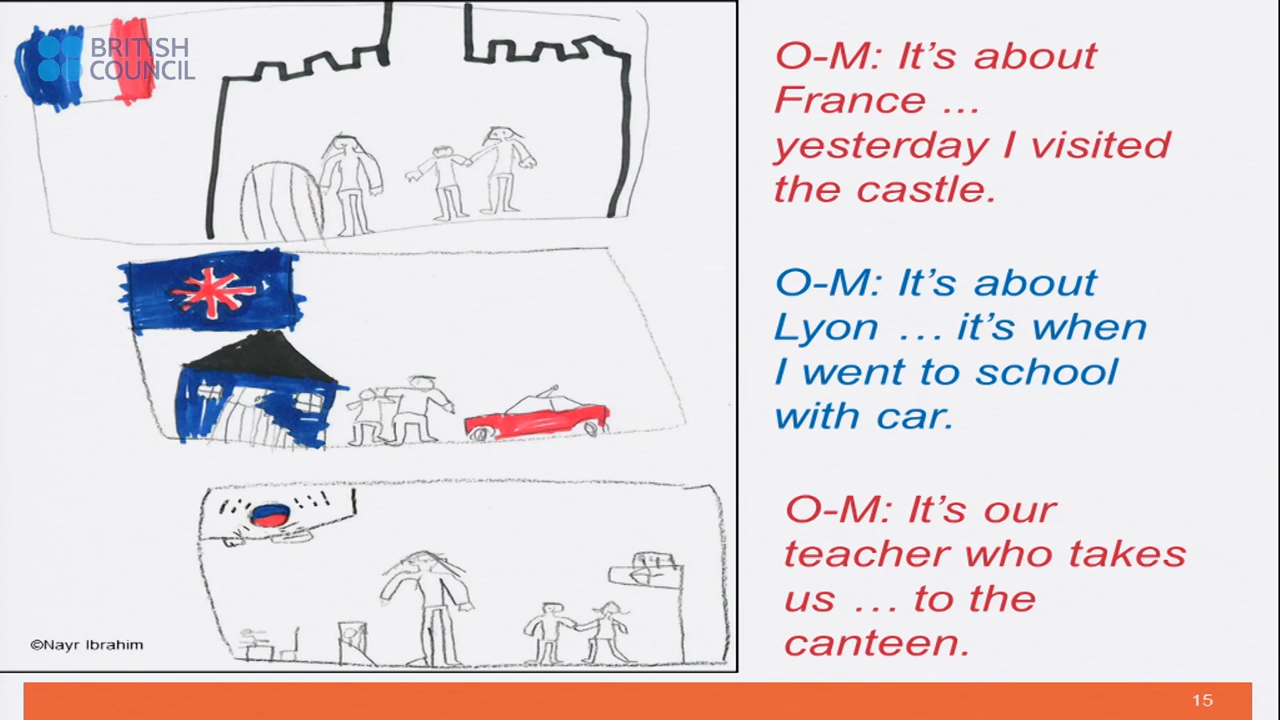 BRITISH
COUNCIL
O-M: It's about
France ...
yesterday I visited
the castle.
O-M: It's about
Lyon … it's when
I went to school
with car.
O-M: It's our
teacher who takes
us … to the
canteen.
©Nayr Ibrahim
15